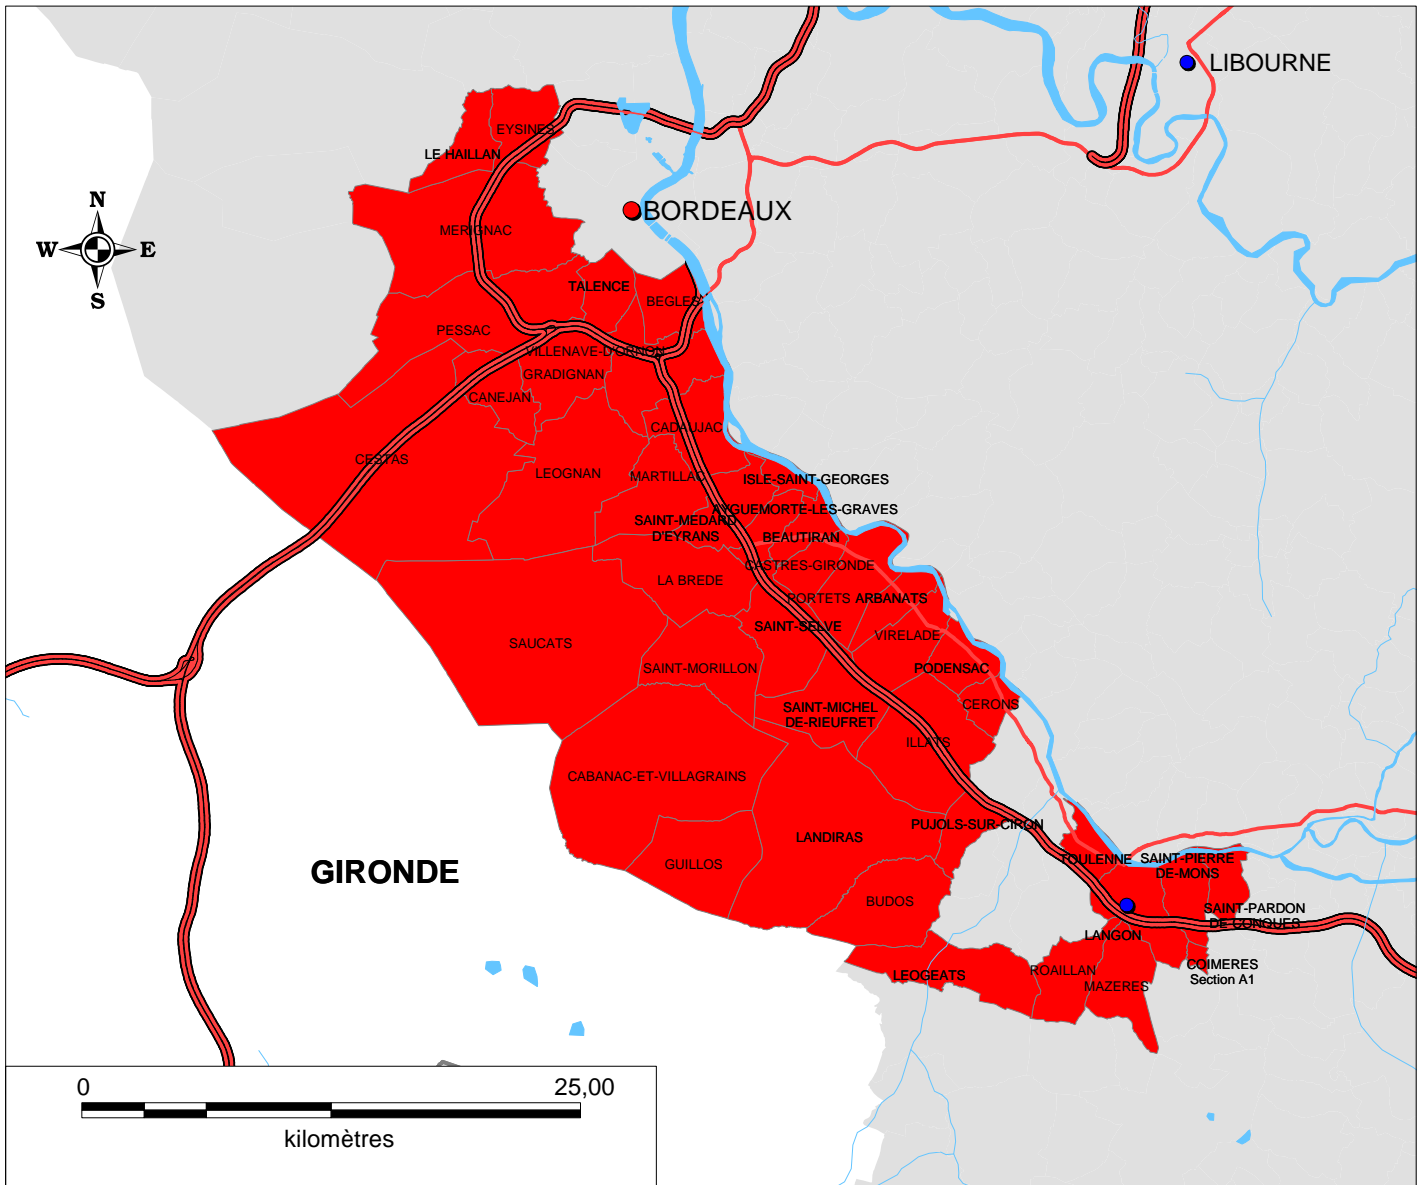 LIBOURNE
EYSINES
LE HAILLAN
N
W E
S
BORDEAUX
MERIGNAC
TALENCE
BEGLES
PESSAC
VILLENAVE-D'ORNON
GRADIGNAN
CANEJAN
CADAUJAC
CESTAS
LEOGNAN
MARTILLAC
ISLE-SAINT-GEORGES
AYGUEMORTE-LES-GRAVES
SAINT-MEDARD
D'EYRANS
BEAUTIRAN
CASTRES-GIRONDE
LA BREDE
PORTETS
ARBANATS
SAINT-SELVE
VIRELADE
SAUCATS
SAINT-MORILLON
PODENSAC
CERONS
SAINT-MICHEL
DE-RIEUFRET
ILLATS
CABANAC-ET-VILLAGRAINS
PUJOLS-SUR-CIRON
LANDIRAS
GUILLOS
TOULENNE
SAINT-PIERRE
DE-MONS
GIRONDE
BUDOS
SAINT-PARDON
DE CONQUES
LANGON
LEOGEATS
ROAILLAN
MAZERES
COIMERES
Section A1
0 25,00
kilomètres